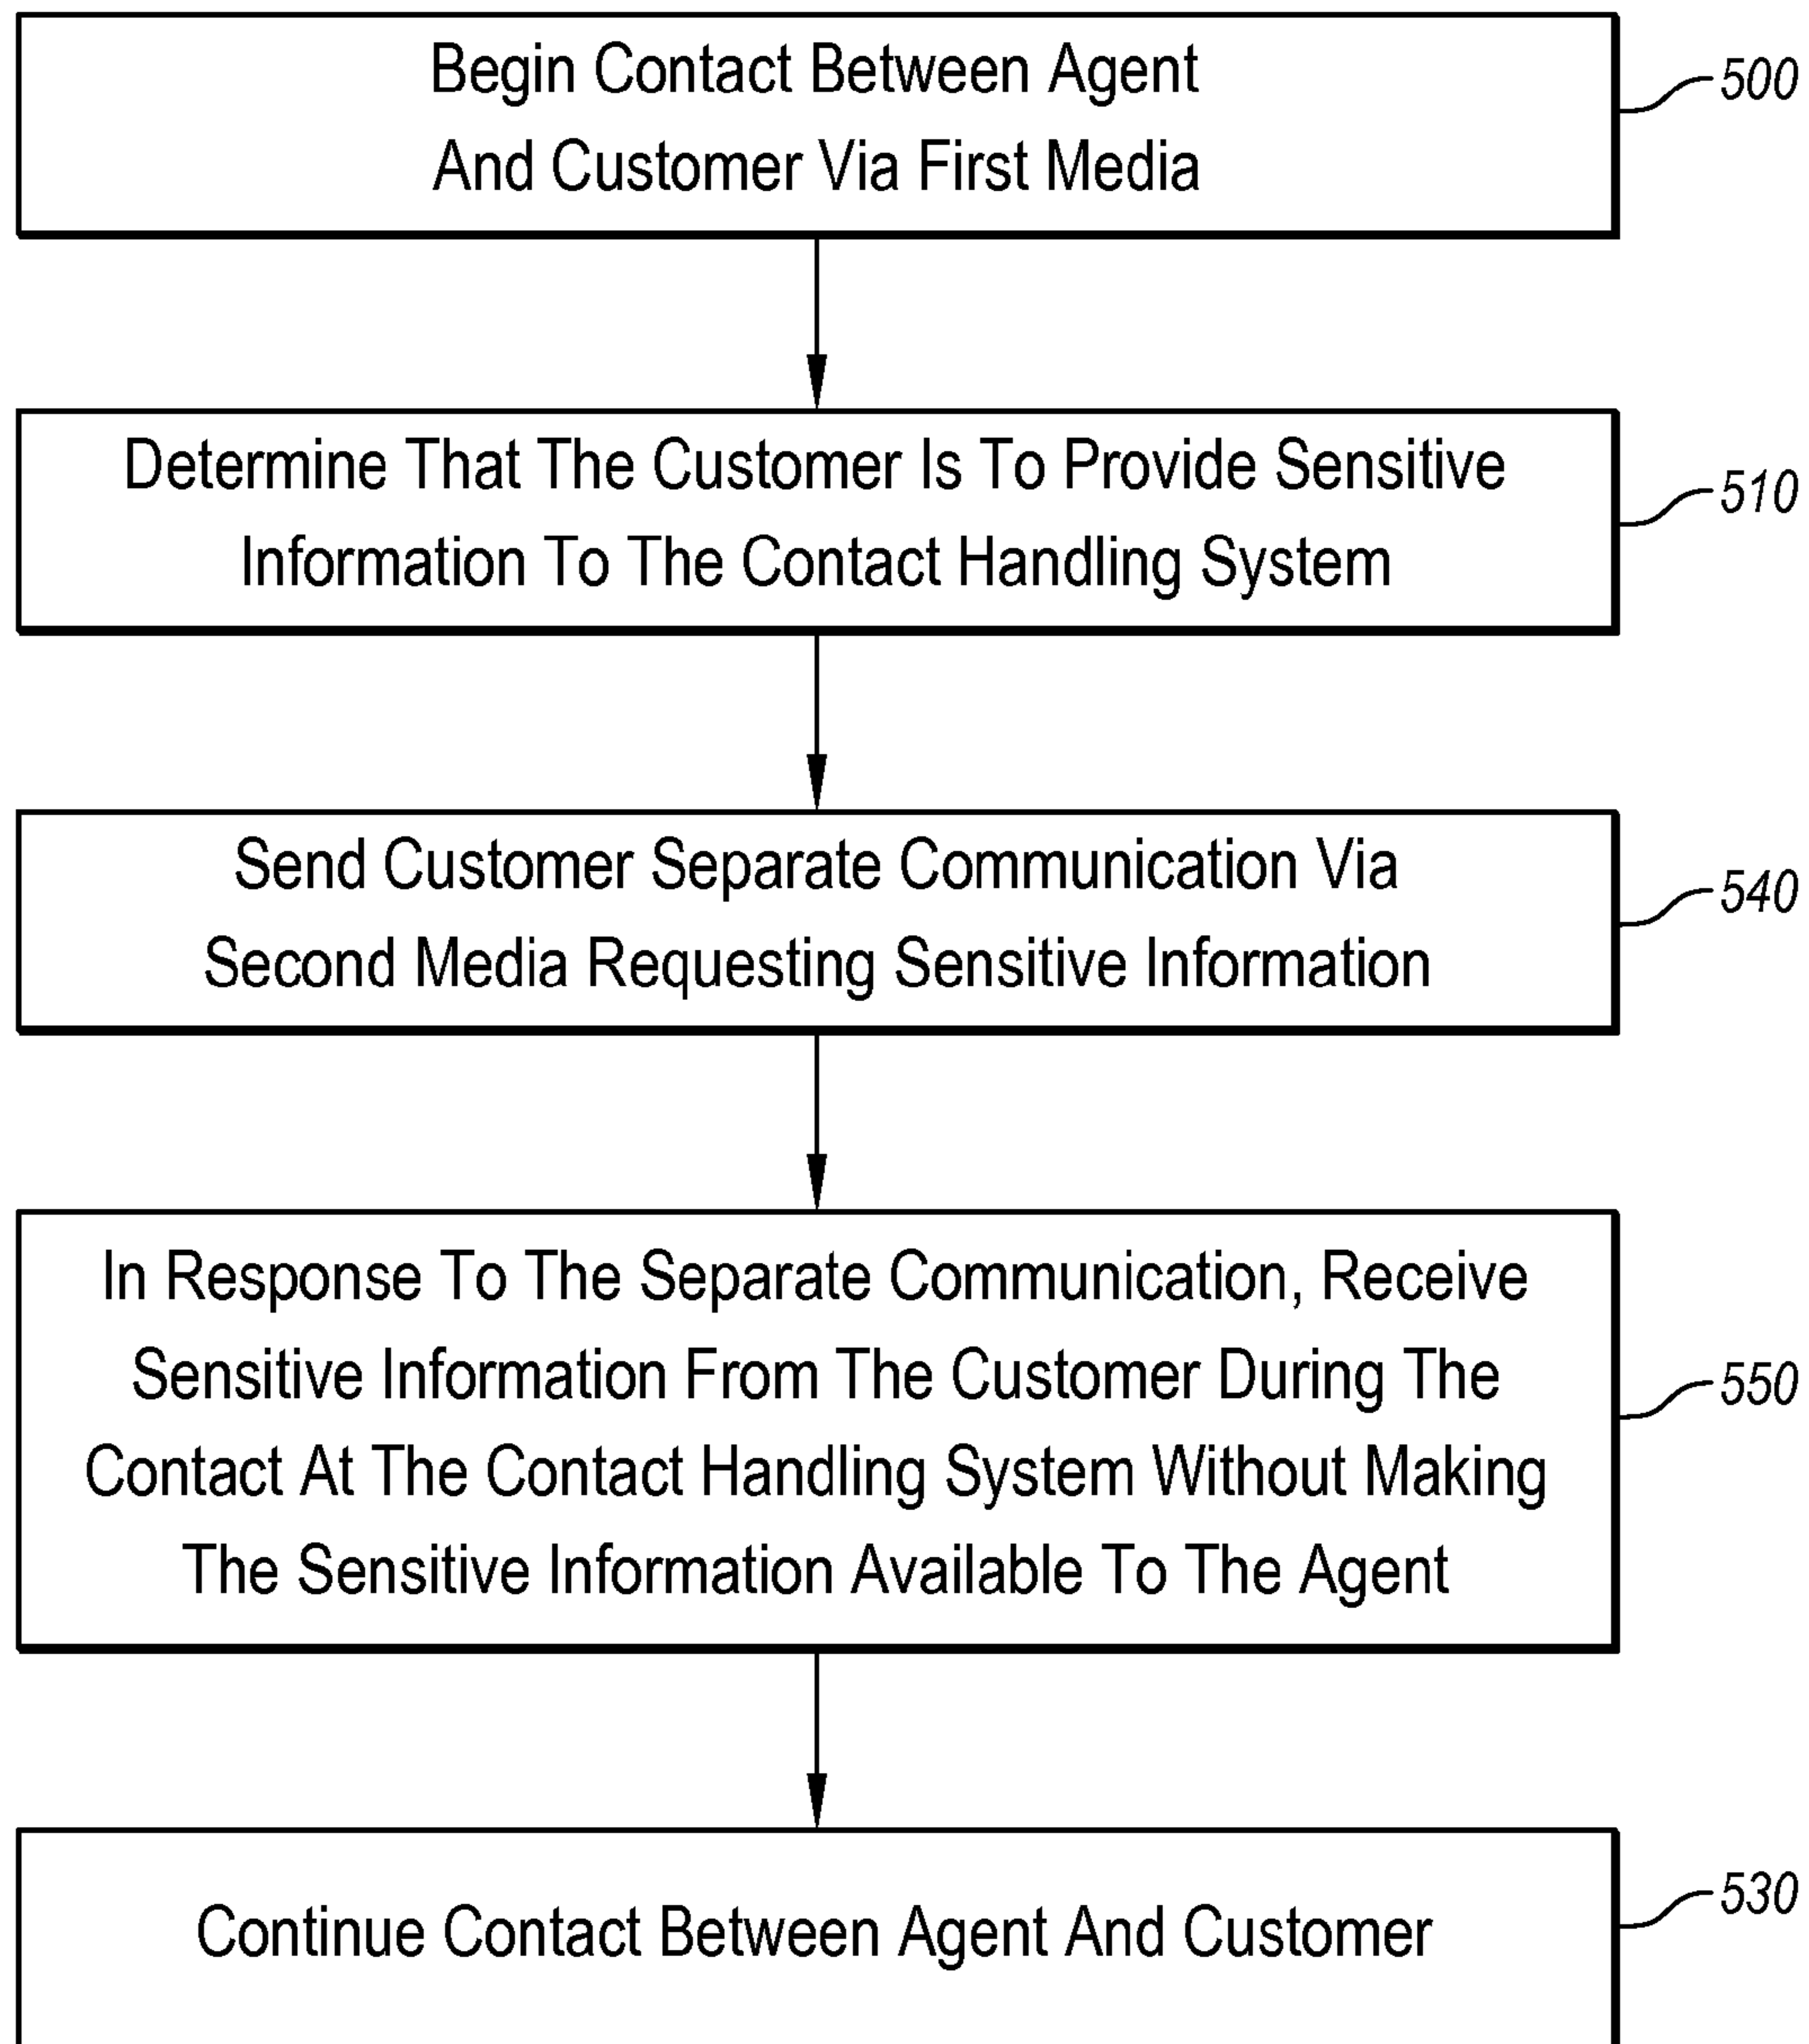 Begin Contact Between Agent
And Customer Via First Media
500
Determine That The Customer Is To Provide Sensitive
Information To The Contact Handling System
510
Send Customer Separate Communication Via
Second Media Requesting Sensitive Information
540
In Response To The Separate Communication, Receive
Sensitive Information From The Customer During The
Contact At The Contact Handling System Without Making
The Sensitive Information Available To The Agent
550
Continue Contact Between Agent And Customer
530